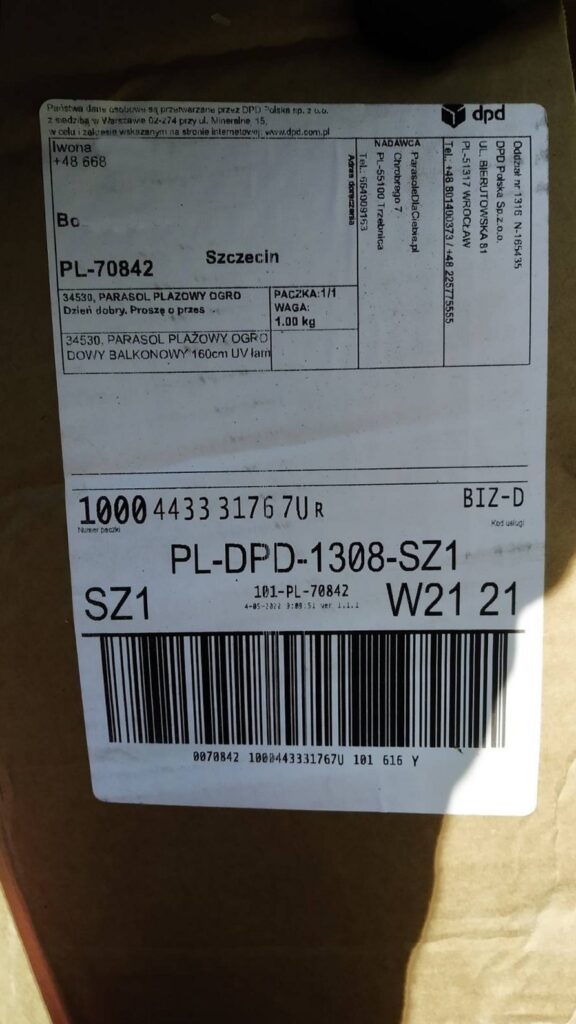 Państwa dane osobowe są przetwarzane przez DPD Polska sp. z o.o.
z siedzibą w Warszawie 02-274 przy ul. Mineralna 15,
w celu i zakresie wskazanym na stronie internetowej: www.dpd.com.pl
Iwona
+48 668
Bo
PL-70842
Szczecin
Adres doręczenia
NADAWCA
ParasoleDlaCiebie.pl
Chrobrego 7
PL-55100 Trzebnica
Tel.: 664009163
dpd
Oddział nr 1316 N-165435
DPD Polska Sp.z.o.o.
UL. BIERUTOWSKA 81
PL-51317 WROCŁAW
Tel.: +48 801400373 / +48 225775555
34530, PARASOL PLAZOWY OGRO
Dzień dobry. Proszę o przes
PACZKA:1/1
WAGA:
1.00 kg
34530, PARASOL PLAŻOWY OGRO
DOWY BALKONOWY 160cm UV łam
1000 4433 3176 7U R
Numer paczki
BIZ-D
Kod usługi
PL-DPD-1308-SZ1
SZ1
101-PL-70842
W21 21
0070842 1000443331767U 101 616 Y